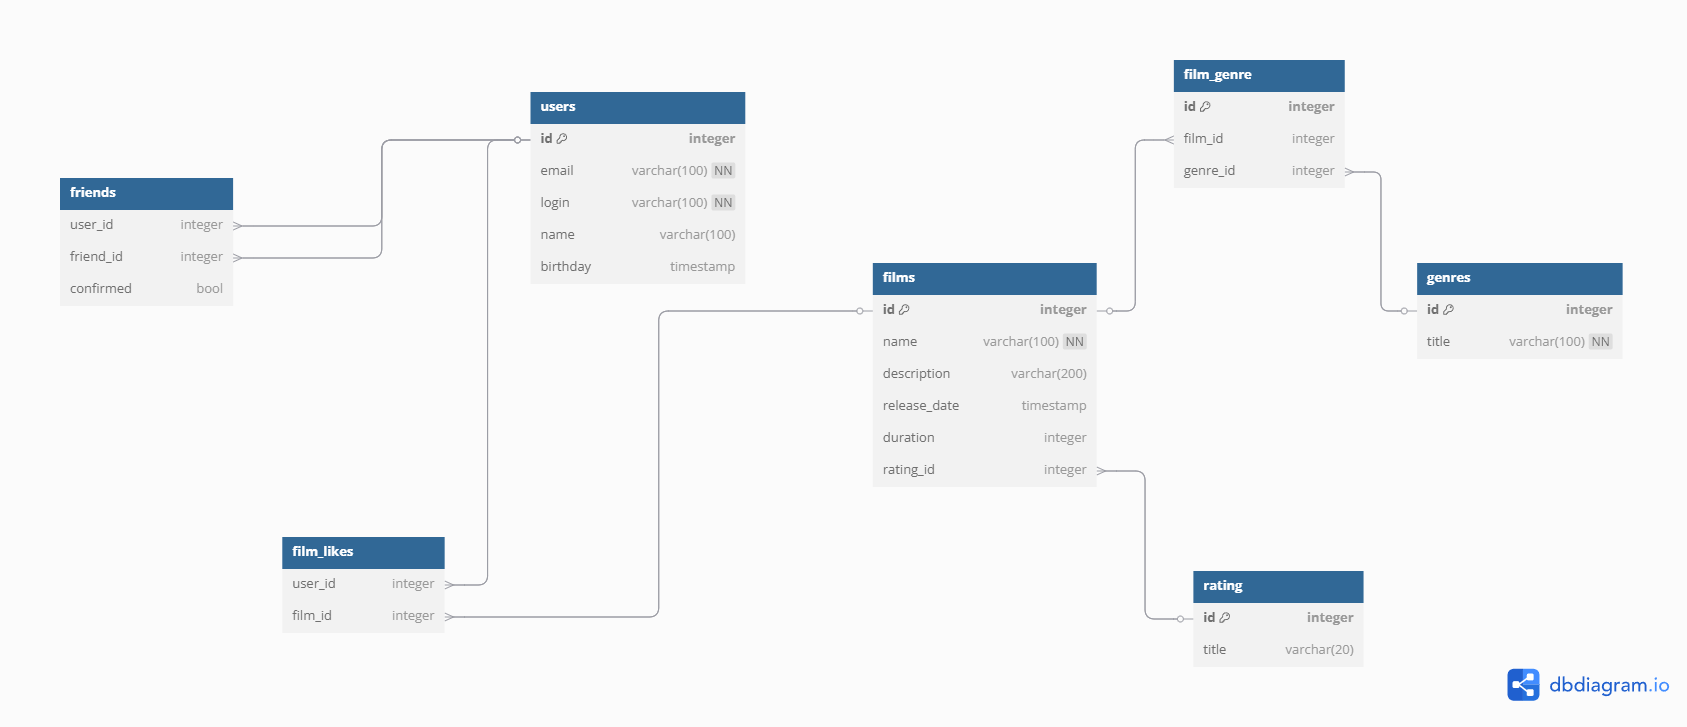 friends
user_id integer
friend_id integer
confirmed bool
users
id integer
email varchar(100) NN
login varchar(100) NN
name varchar(100)
birthday timestamp
film_likes
user_id integer
film_id integer
films
id integer
name varchar(100) NN
description varchar(200)
release_date timestamp
duration integer
rating_id integer
film_genre
id integer
film_id integer
genre_id integer
genres
id integer
title varchar(100) NN
rating
id integer
title varchar(20)
dbdiagram.io